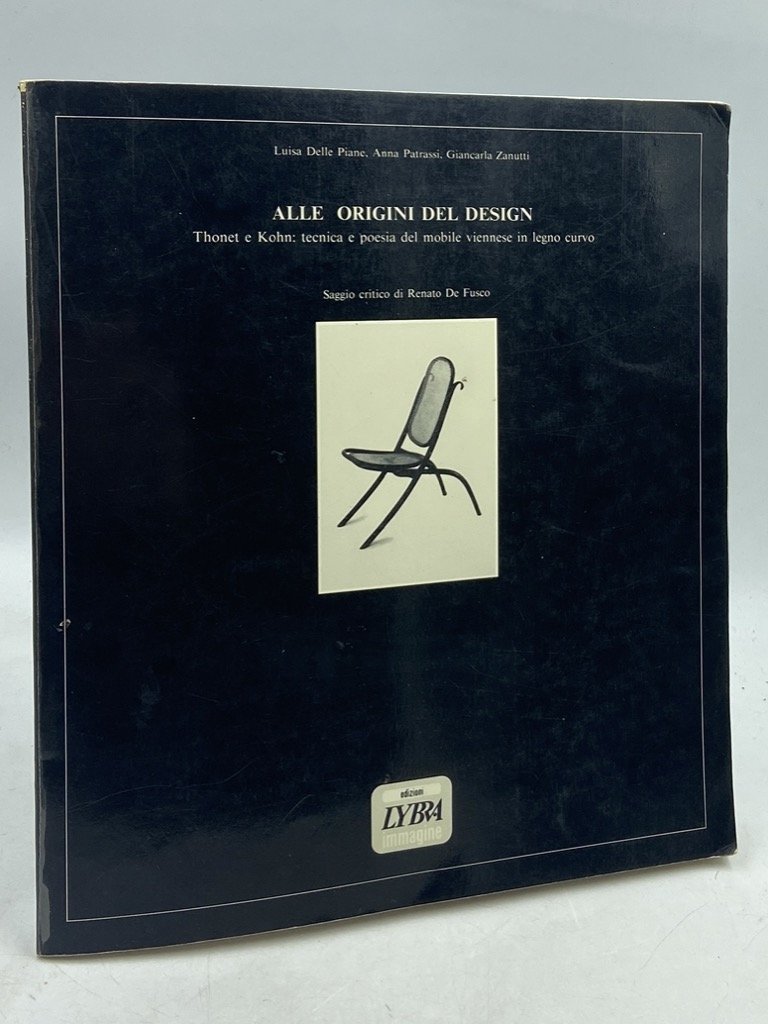 Luisa Delle Piane, Anna Patrassi, Giancarla Zanutti
ALLE ORIGINI DEL DESIGN
Thonet e Kohn: tecnica e poesia del mobile viennese in legno curvo
Saggio critico di Renato De Fusco
edizioni
LYBRA
immagine